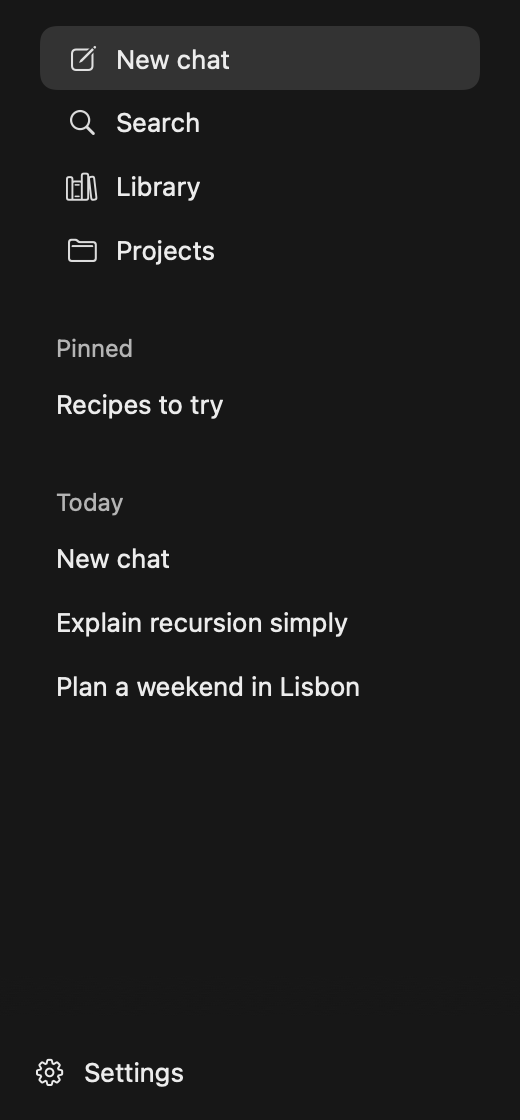 New chat
Search
Library
Projects
Pinned
Recipes to try
Today
New chat
Explain recursion simply
Plan a weekend in Lisbon
Settings